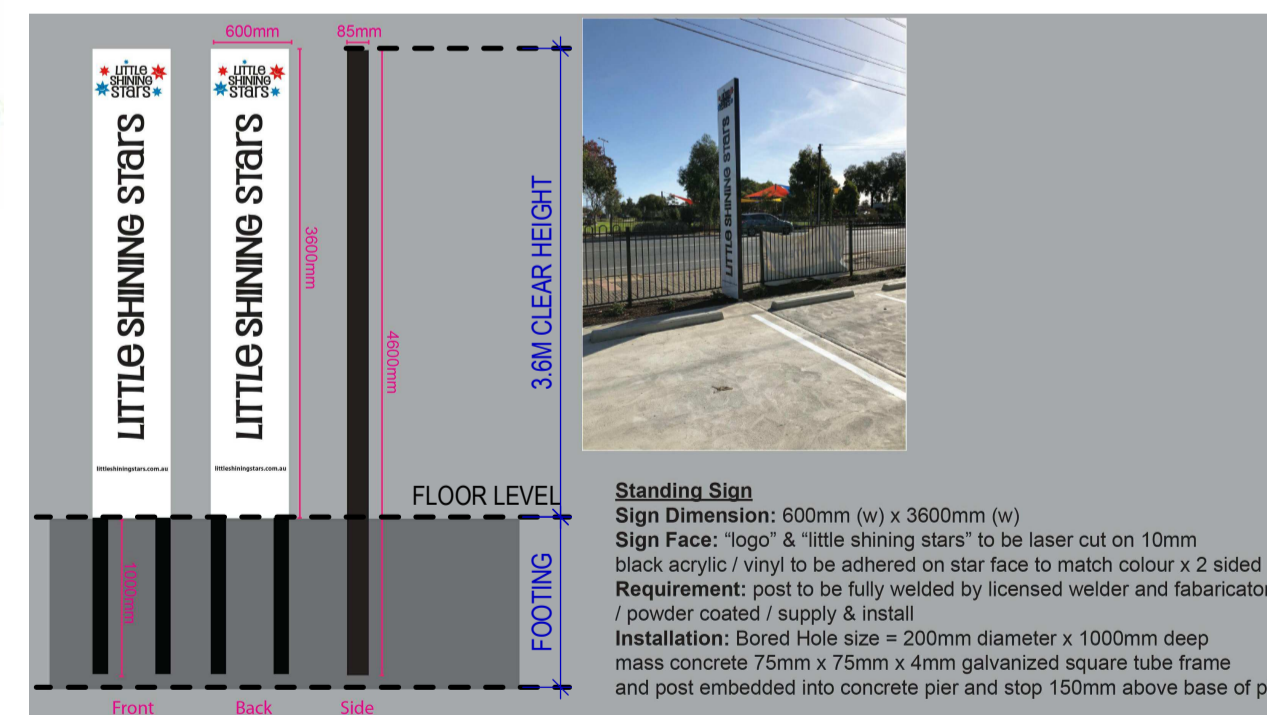 600mm
85mm
LITTLE
SHINING
STARS
LITTLE SHINING STARS
littleshiningstars.com.au
LITTLE
SHINING
STARS
LITTLE SHINING STARS
littleshiningstars.com.au
3600mm
4600mm
3.6M CLEAR HEIGHT
LITTLE SHINING STARS
FLOOR LEVEL
1000mm
FOOTING
Front
Back
Side
Standing Sign
Sign Dimension: 600mm (w) x 3600mm (w)
Sign Face: “logo” & “little shining stars” to be laser cut on 10mm
black acrylic / vinyl to be adhered on star face to match colour x 2 sided
Requirement: post to be fully welded by licensed welder and fabaricator
/ powder coated / supply & install
Installation: Bored Hole size = 200mm diameter x 1000mm deep
mass concrete 75mm x 75mm x 4mm galvanized square tube frame
and post embedded into concrete pier and stop 150mm above base of p